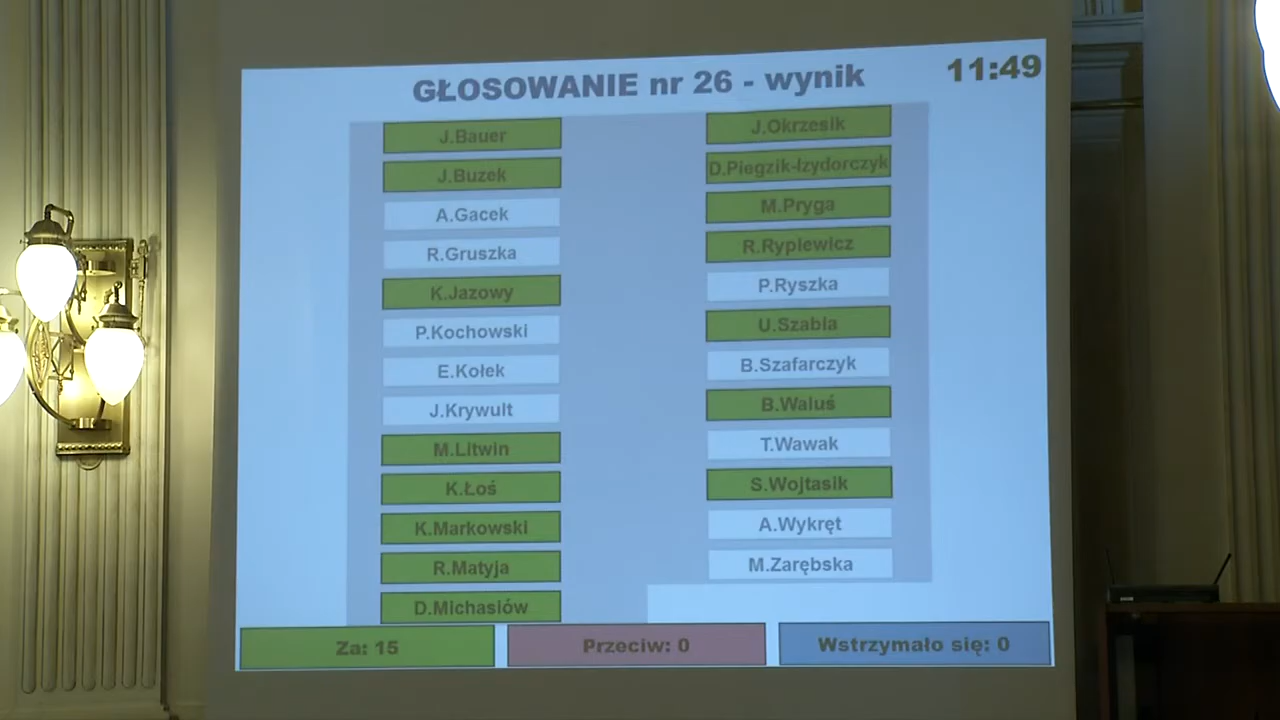 GŁOSOWANIE nr 26 - wynik
11:49
J.Bauer
J.Buzek
A.Gacek
R.Gruszka
K.Jazowy
P.Kochowski
E.Kołek
J.Krywult
M.Litwin
K.Łoś
K.Markowski
R.Matyja
D.Michasiów
J.Okrzesik
D.Piegzik-Izydorczyk
M.Pryga
R.Ryplewicz
P.Ryszka
U.Szabla
B.Szafarczyk
B.Waluś
T.Wawak
S.Wojtasik
A.Wykręt
M.Zarębska
Za: 15
Przeciw: 0
Wstrzymało się: 0